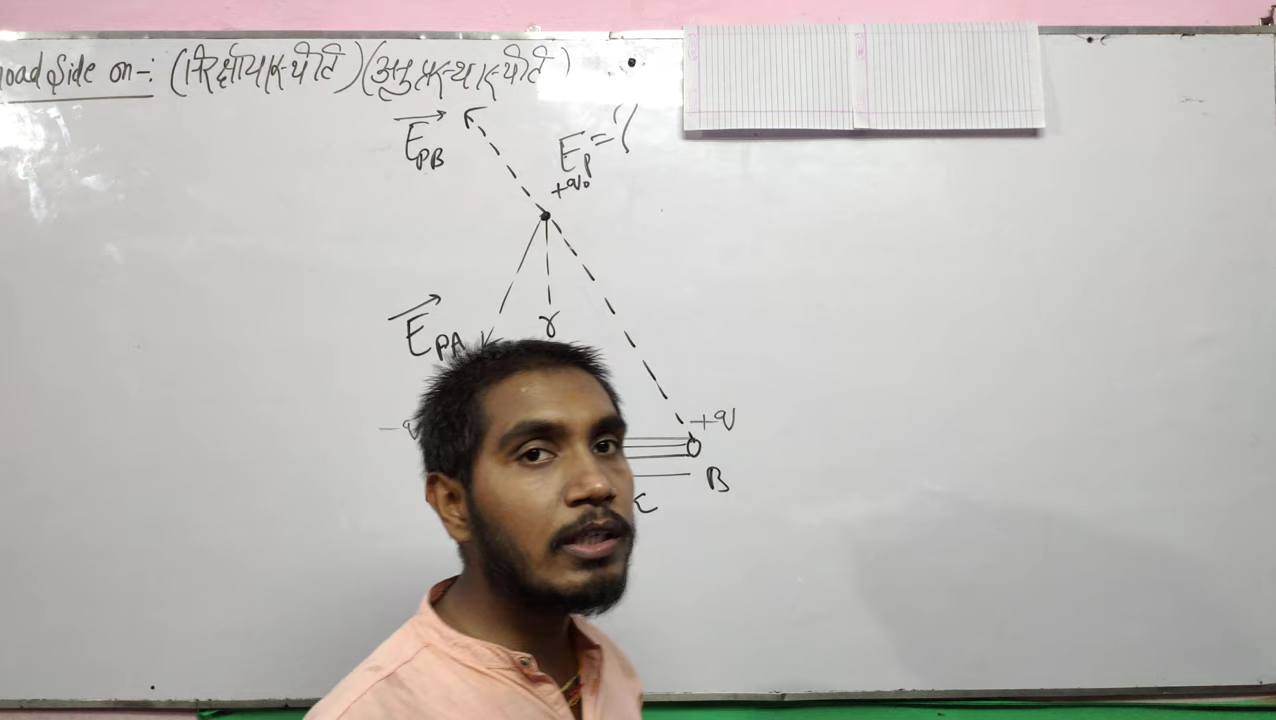 oad Side on-: (निरक्षीय स्थिति) (अनुप्रस्थ स्थिति)
E_PB
E_P = ?
+q₀
r
E_PA
-q
+q
B